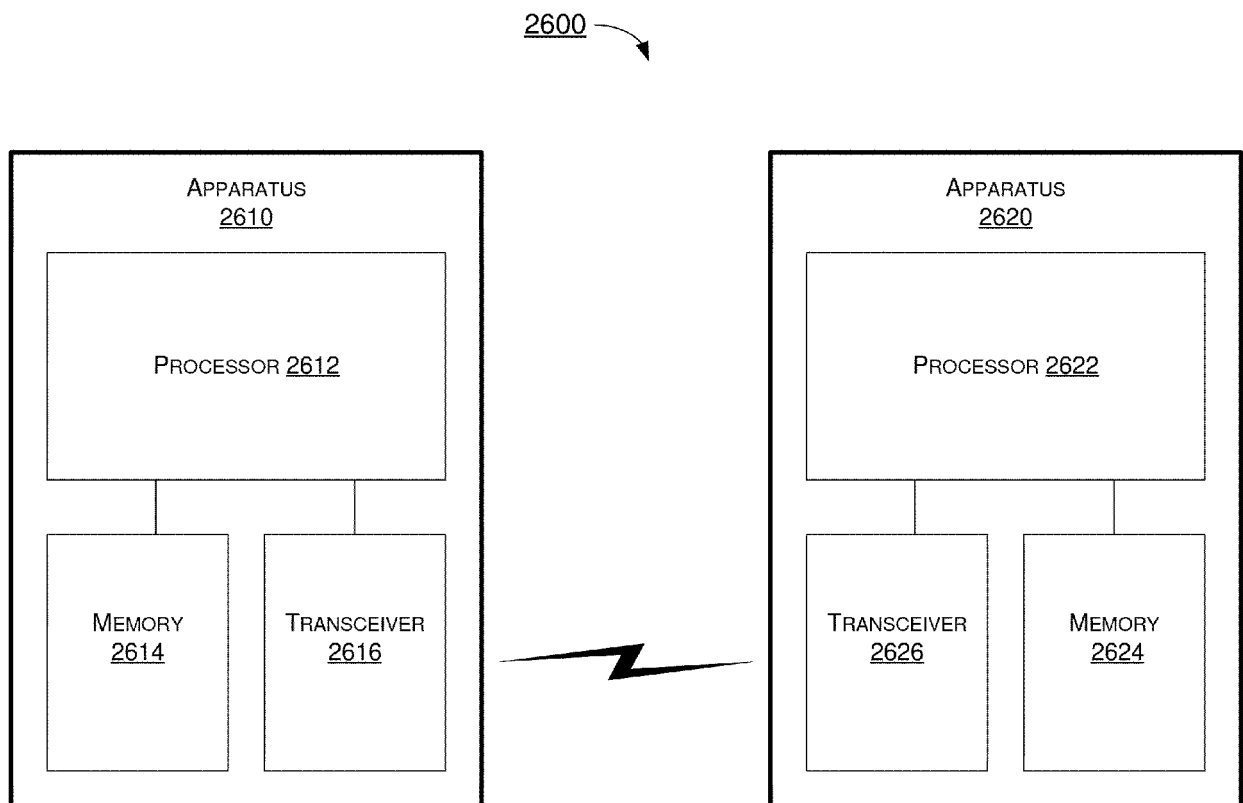 2600
APPARATUS
2610
PROCESSOR 2612
MEMORY
2614
TRANSCEIVER
2616
APPARATUS
2620
PROCESSOR 2622
TRANSCEIVER
2626
MEMORY
2624